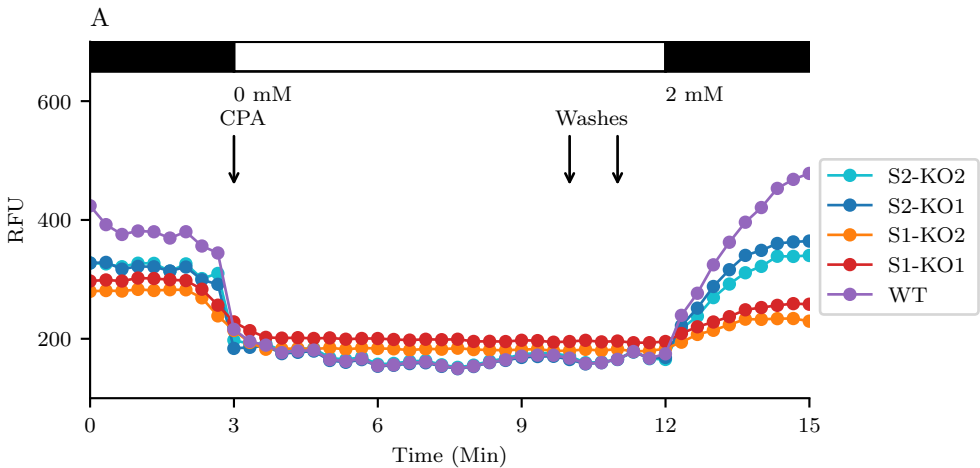 A
0 mM
2 mM
CPA
Washes
600
400
200
RFU
0
3
6
9
12
15
Time (Min)
S2-KO2
S2-KO1
S1-KO2
S1-KO1
WT